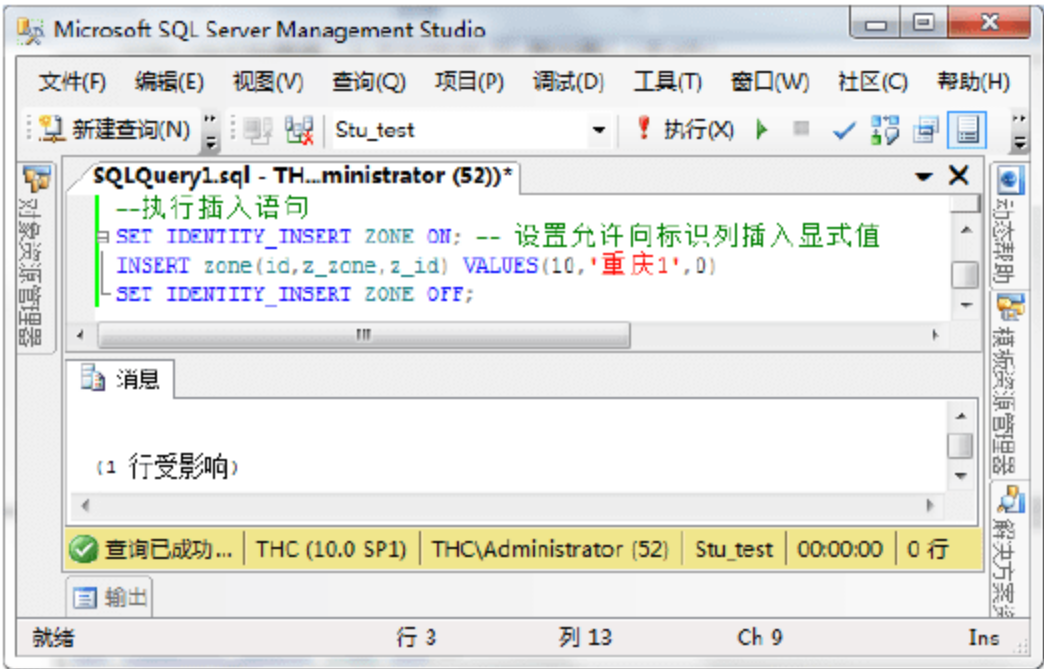 Microsoft SQL Server Management Studio
文件(F) 编辑(E) 视图(V) 查询(Q) 项目(P) 调试(D) 工具(T) 窗口(W) 社区(C) 帮助(H)
新建查询(N) Stu_test 执行(X)
对象资源管理器
SQLQuery1.sql - TH...ministrator (52))*
--执行插入语句
SET IDENTITY_INSERT ZONE ON; -- 设置允许向标识列插入显式值
INSERT zone(id,z_zone,z_id) VALUES(10,'重庆1',0)
SET IDENTITY_INSERT ZONE OFF;
消息
(1 行受影响)
查询已成功... THC (10.0 SP1) THC\Administrator (52) Stu_test 00:00:00 0 行
动态帮助
模板资源管理器
解决方案资
输出
就绪 行 3 列 13 Ch 9 Ins